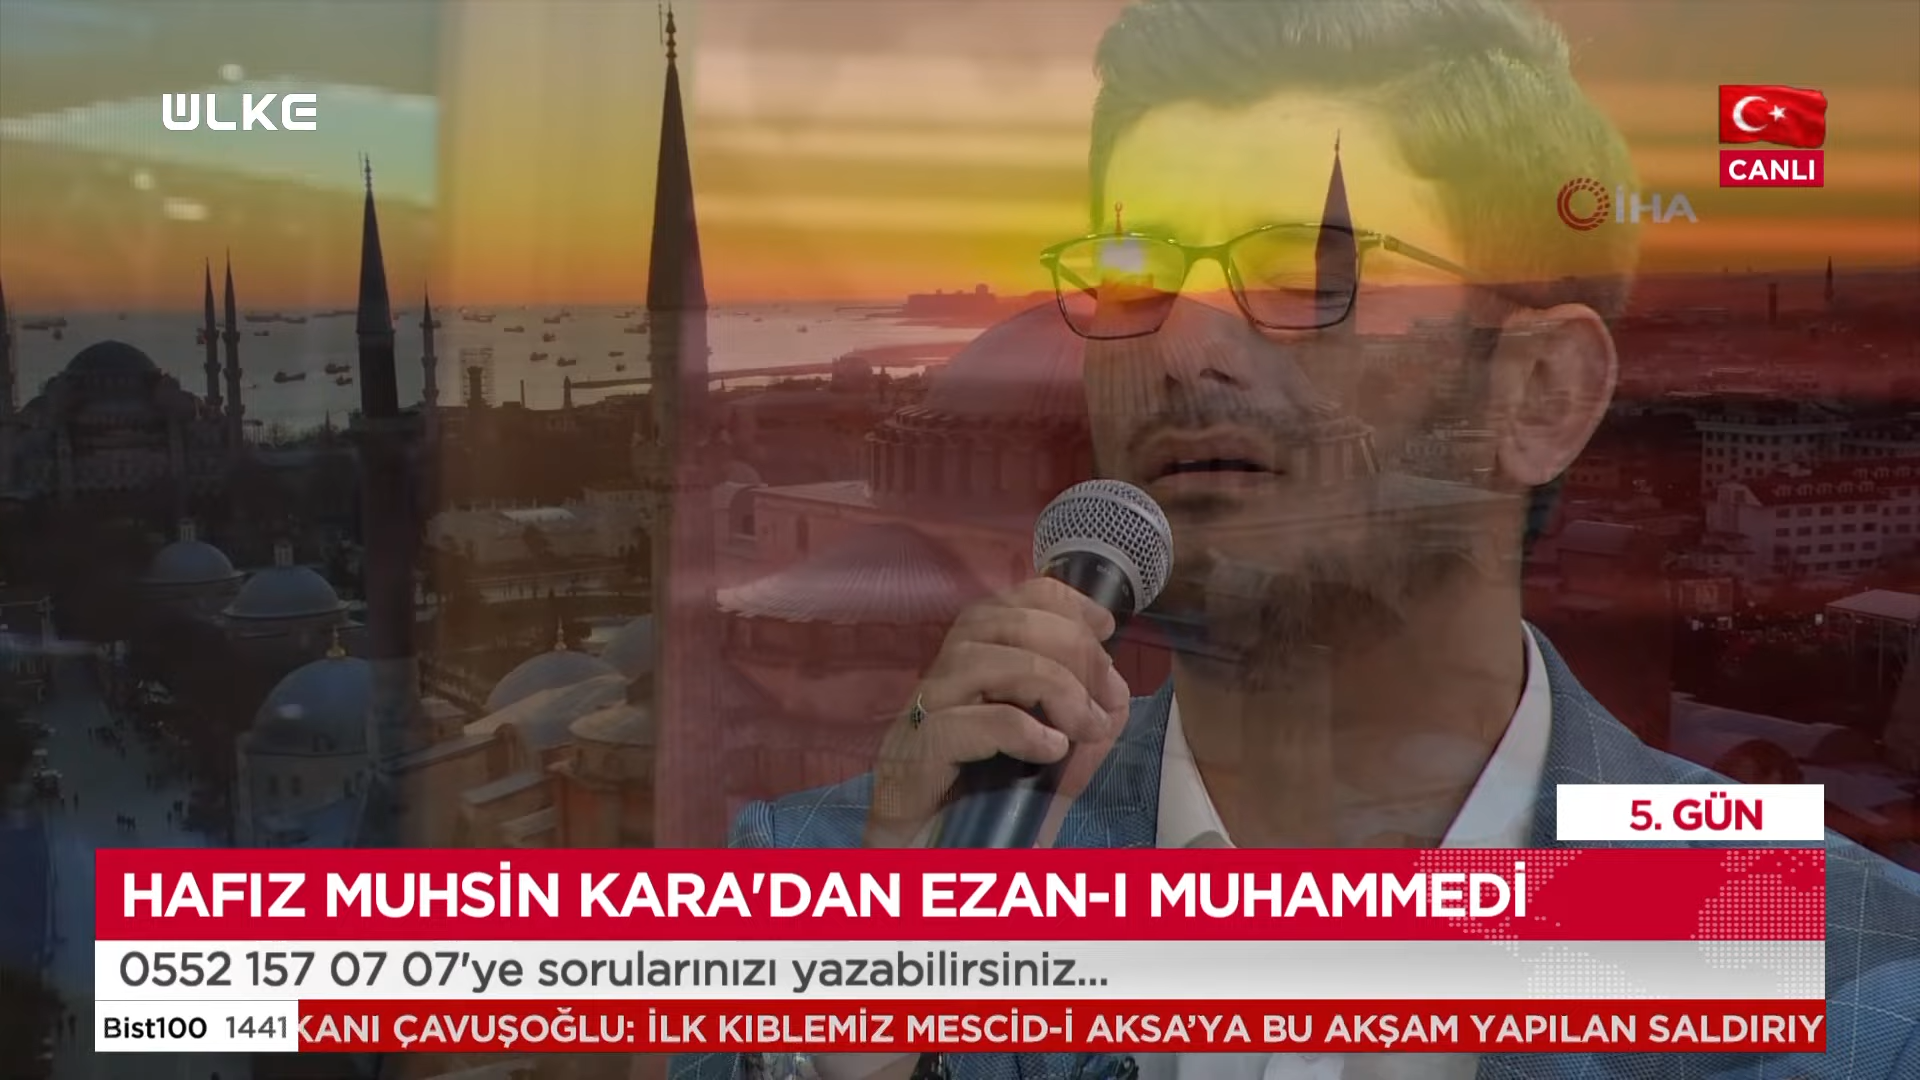 ULKE
CANLI
İHA
5. GÜN
HAFIZ MUHSİN KARA'DAN EZAN-I MUHAMMEDİ
0552 157 07 07'ye sorularınızı yazabilirsiniz...
Bist100 1441 KANI ÇAVUŞOĞLU: İLK KIBLEMİZ MESCİD-İ AKSA’YA BU AKŞAM YAPILAN SALDIRIY